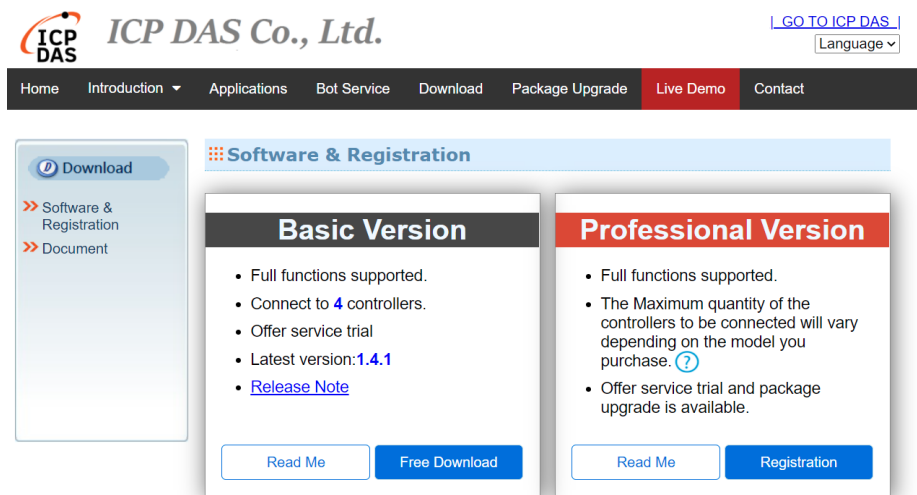 ICP
DAS
ICP DAS Co., Ltd.
| GO TO ICP DAS |
Language
Home Introduction Applications Bot Service Download Package Upgrade Live Demo Contact
Download
Software &
Registration
Document
Software & Registration
Basic Version
Full functions supported.
Connect to 4 controllers.
Offer service trial
Latest version:1.4.1
Release Note
Read Me Free Download
Professional Version
Full functions supported.
The Maximum quantity of the
controllers to be connected will vary
depending on the model you
purchase. ?
Offer service trial and package
upgrade is available.
Read Me Registration